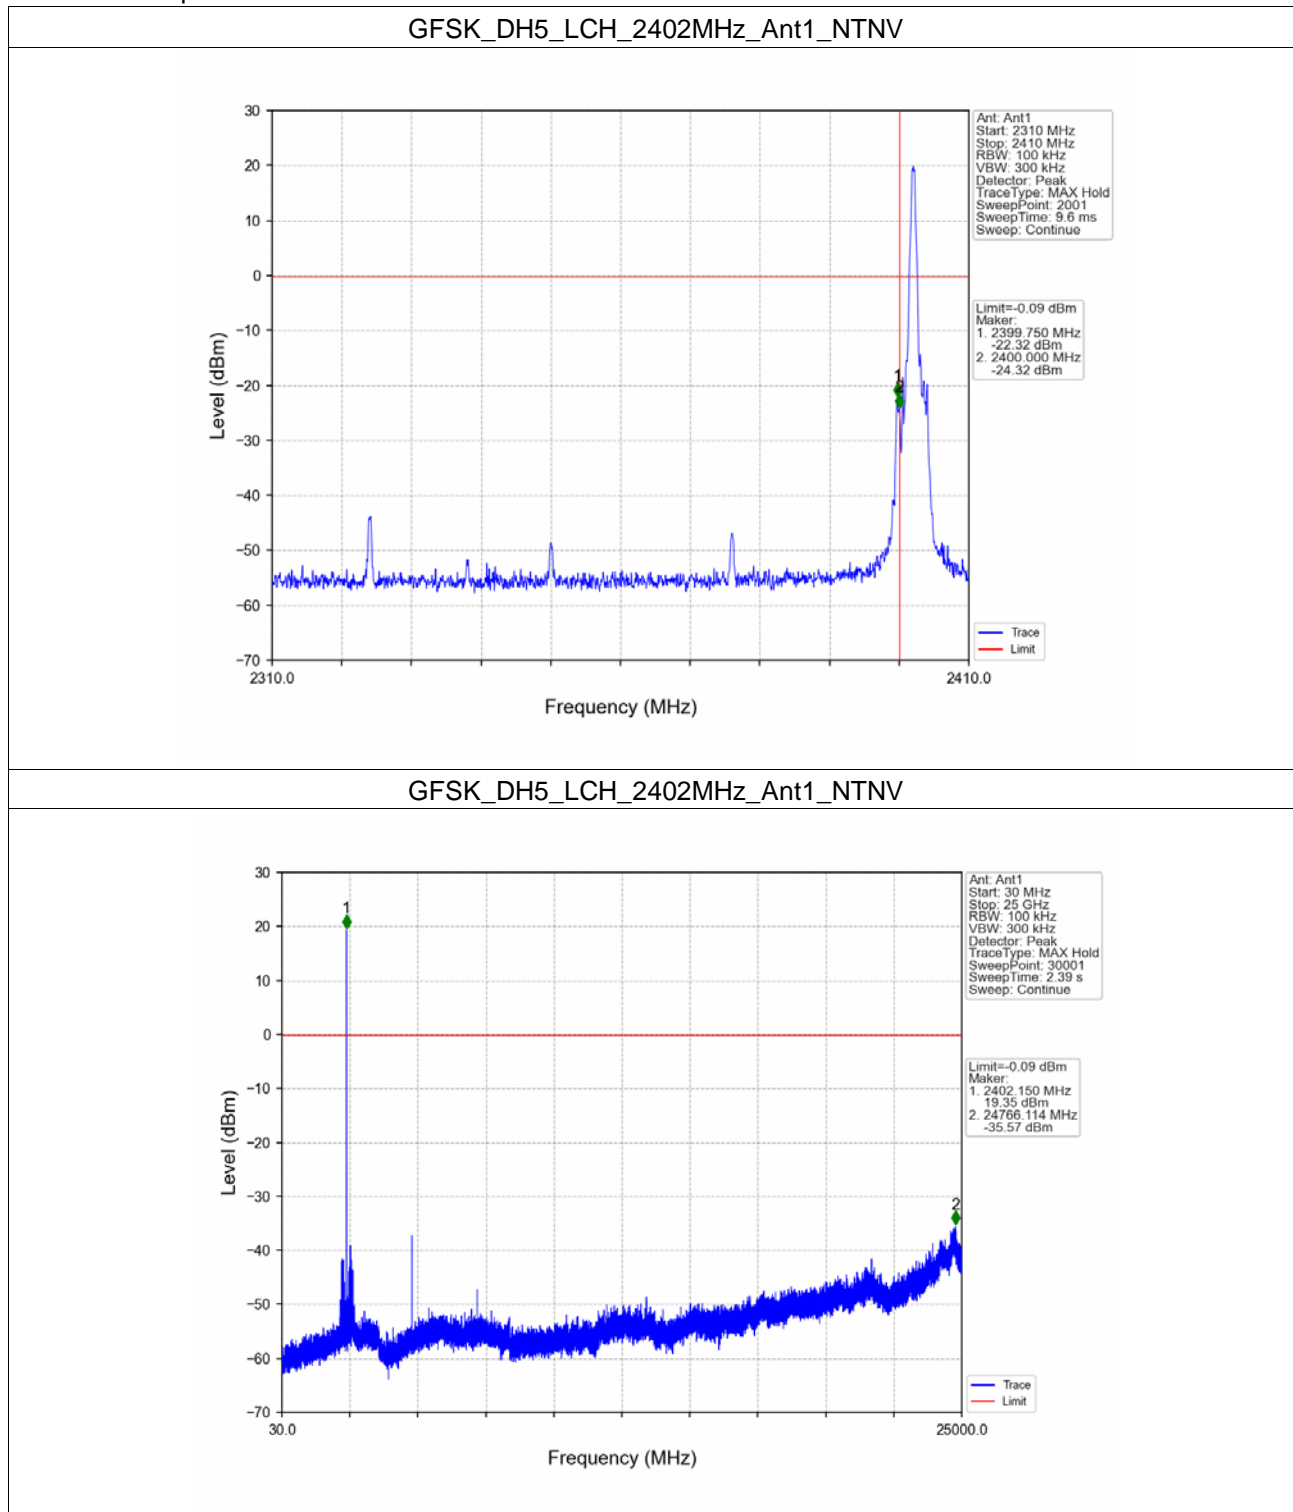 GFSK_DH5_LCH_2402MHz_Ant1_NTNV
30
20
10
0
−10
−20
−30
−40
−50
−60
−70
Level (dBm)
2310.0
2410.0
Frequency (MHz)
1
2
Ant: Ant1
Start: 2310 MHz
Stop: 2410 MHz
RBW: 100 kHz
VBW: 300 kHz
Detector: Peak
TraceType: MAX Hold
SweepPoint: 2001
SweepTime: 9.6 ms
Sweep: Continue
Limit=-0.09 dBm
Maker:
1. 2399.750 MHz
-22.32 dBm
2. 2400.000 MHz
-24.32 dBm
Trace
Limit
GFSK_DH5_LCH_2402MHz_Ant1_NTNV
30
20
10
0
−10
−20
−30
−40
−50
−60
−70
Level (dBm)
30.0
25000.0
Frequency (MHz)
1
2
Ant: Ant1
Start: 30 MHz
Stop: 25 GHz
RBW: 100 kHz
VBW: 300 kHz
Detector: Peak
TraceType: MAX Hold
SweepPoint: 30001
SweepTime: 2.39 s
Sweep: Continue
Limit=-0.09 dBm
Maker:
1. 2402.150 MHz
19.35 dBm
2. 24766.114 MHz
-35.57 dBm
Trace
Limit